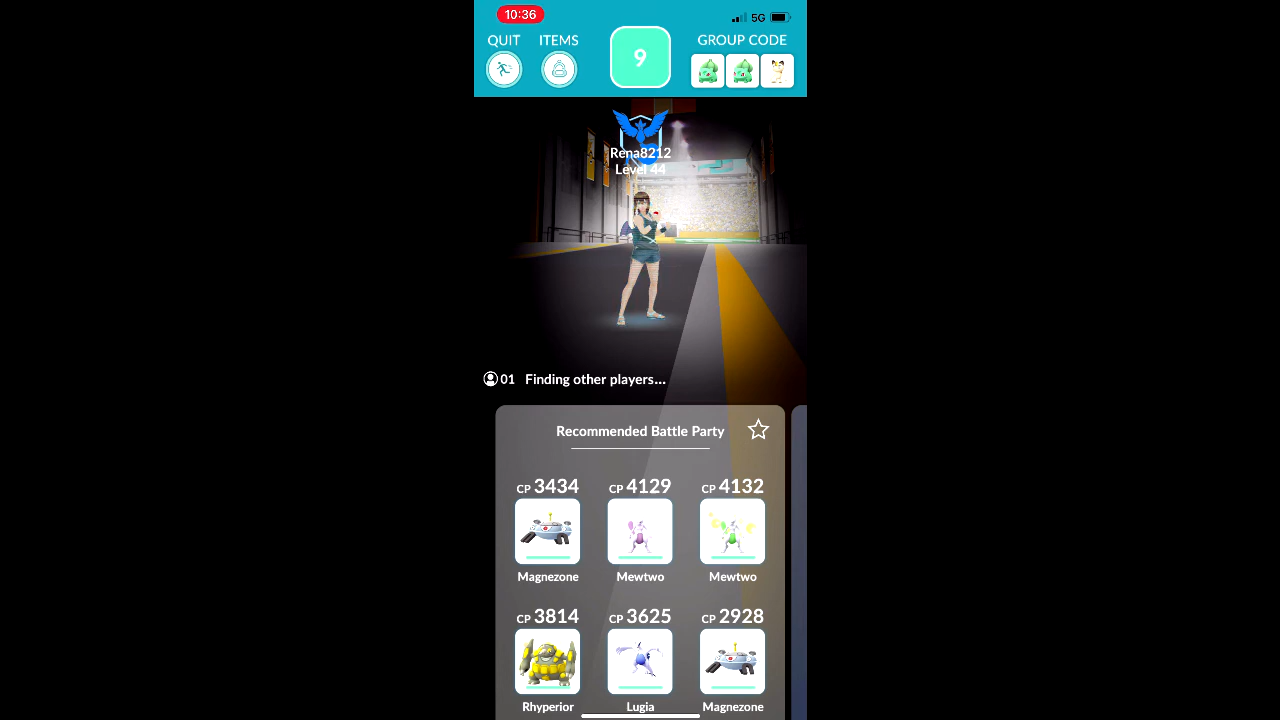 10:36
5G
QUIT
ITEMS
9
GROUP CODE
Rena8212
Level 44
01 Finding other players...
Recommended Battle Party
CP 3434
CP 4129
CP 4132
Magnezone
Mewtwo
Mewtwo
CP 3814
CP 3625
CP 2928
Rhyperior
Lugia
Magnezone